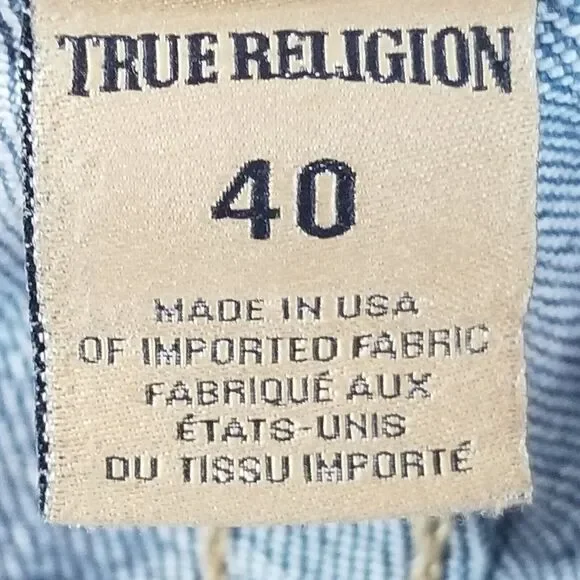 TRUE RELIGION
40
MADE IN USA
OF IMPORTED FABRIC
FABRIQUÉ AUX
ÉTATS-UNIS
DU TISSU IMPORTÉ